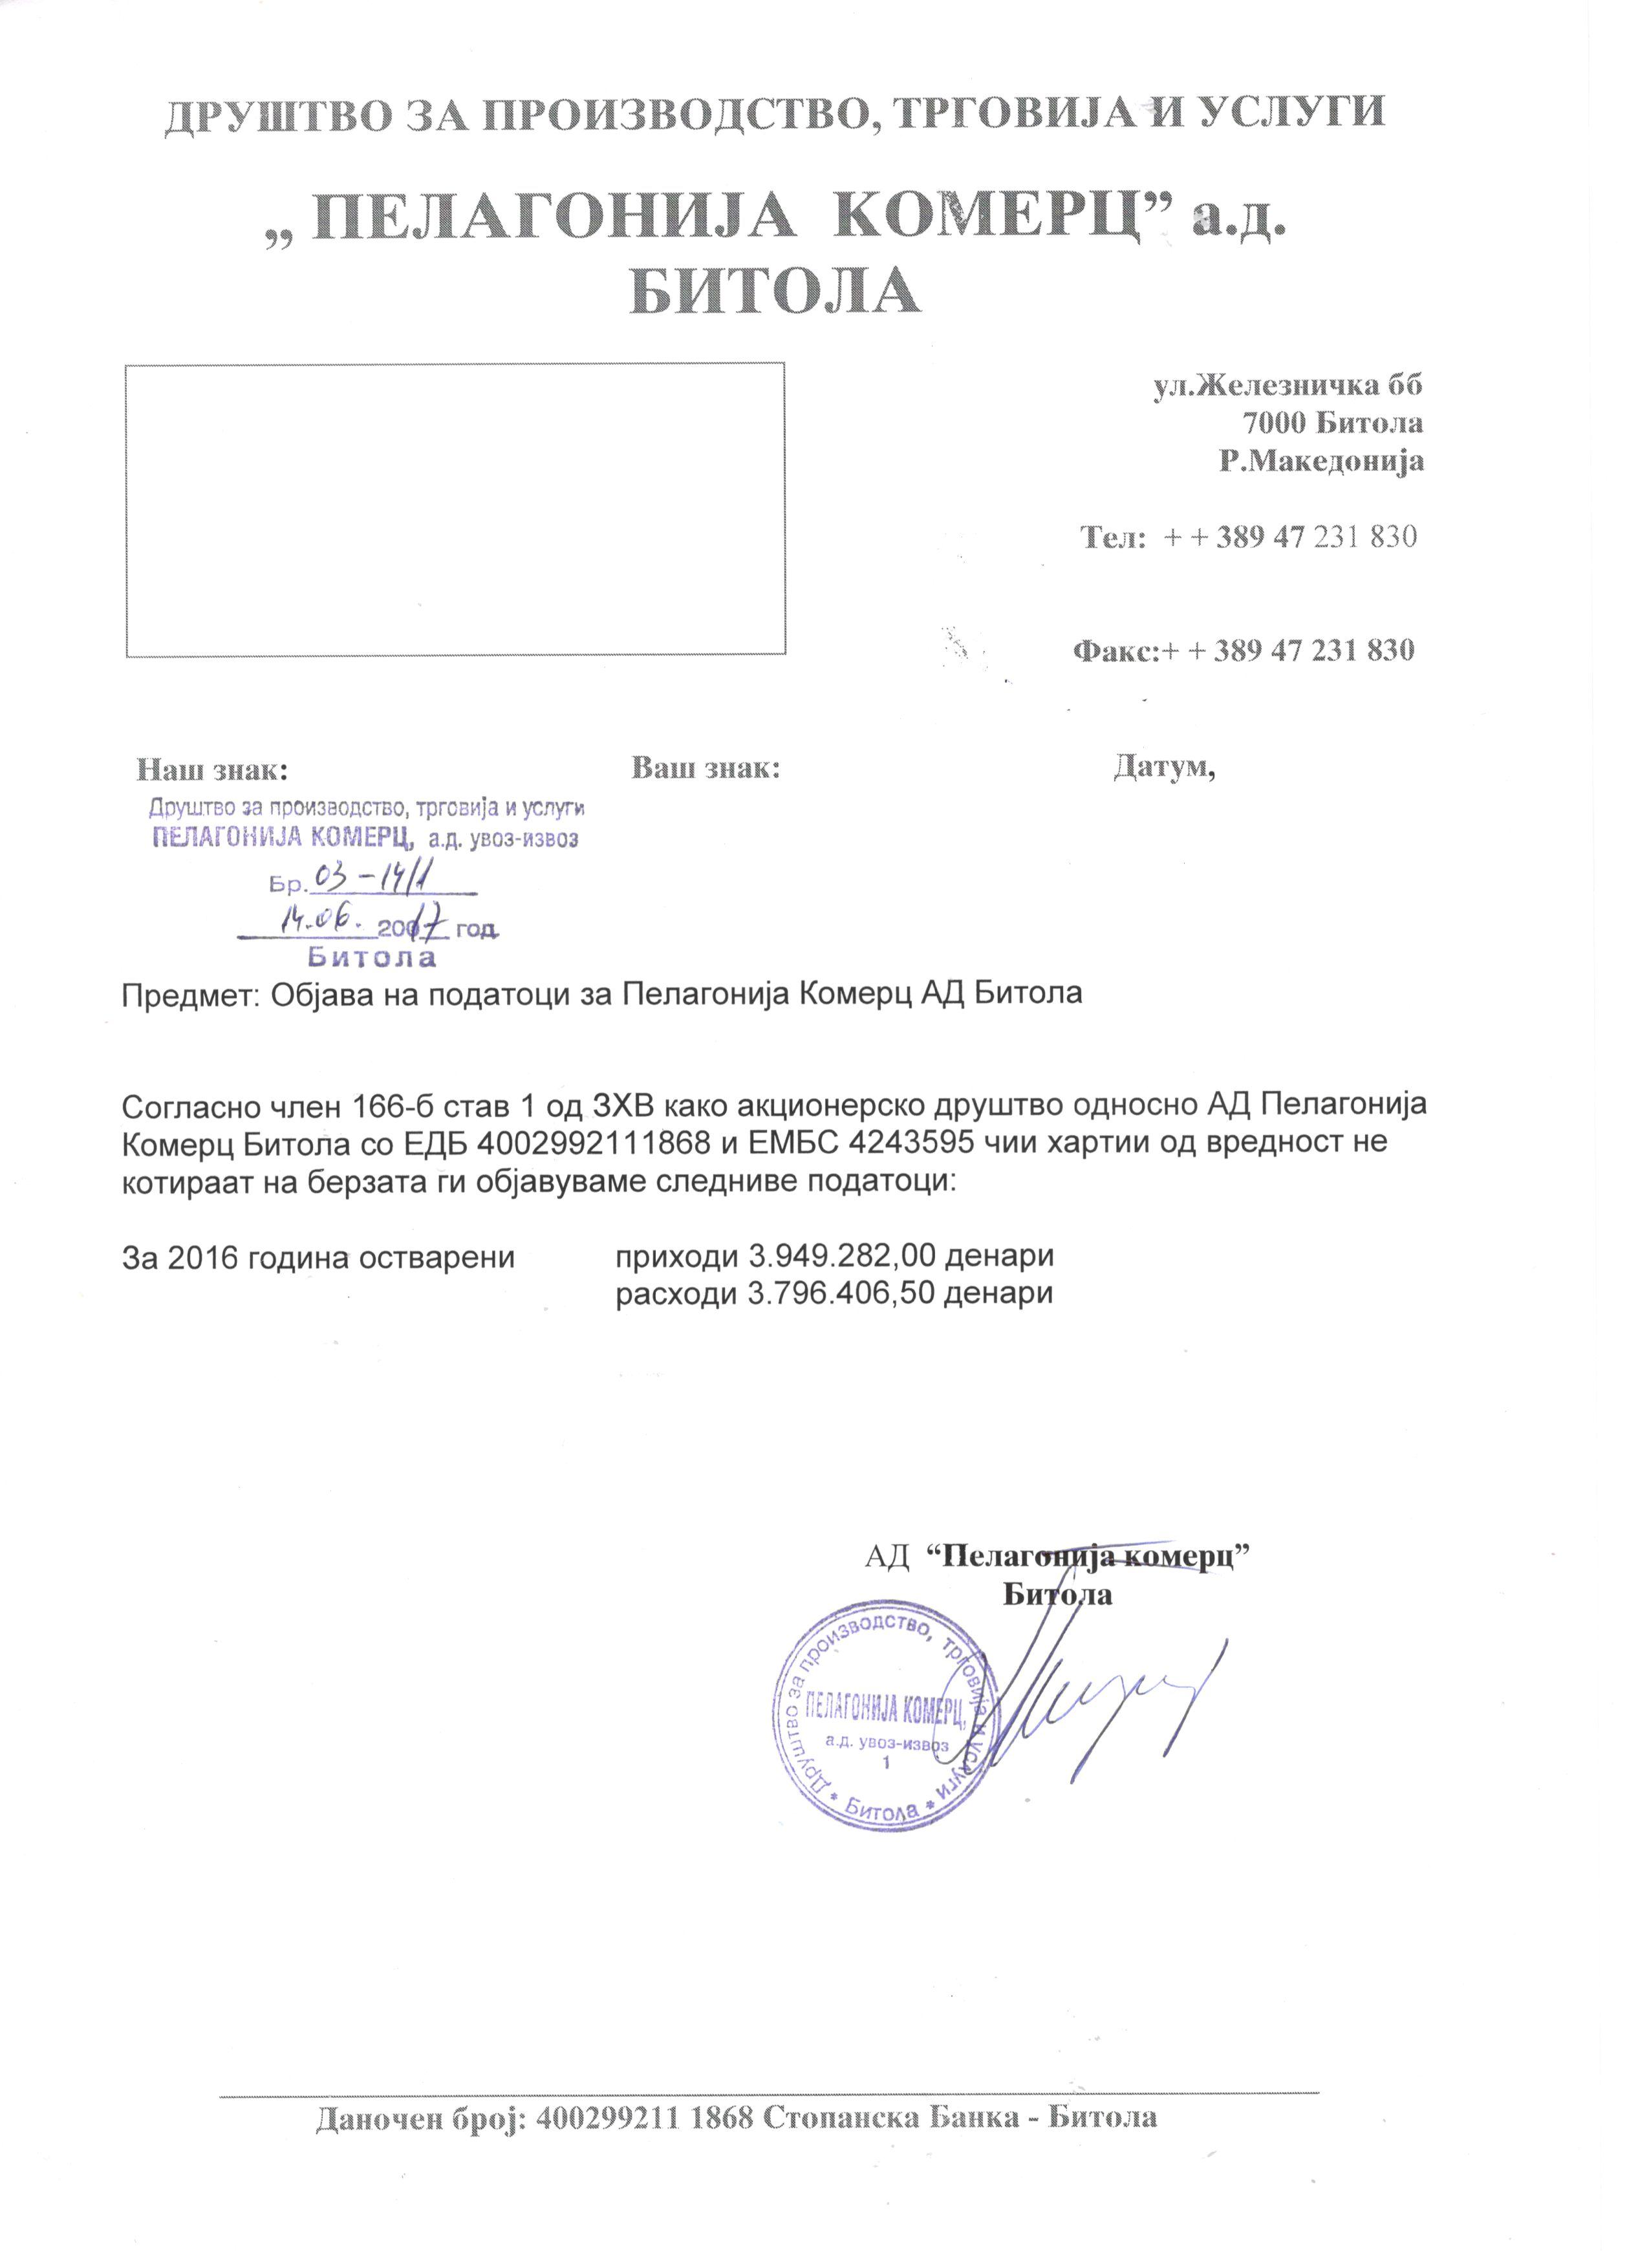 ДРУШТВО ЗА ПРОИЗВОДСТВО, ТРГОВИЈА И УСЛУГИ
„ ПЕЛАГОНИЈА КОМЕРЦ” а.д.
БИТОЛА
ул.Железничка бб
7000 Битола
Р.Македонија
Тел: + + 389 47 231 830
Факс:+ + 389 47 231 830
Наш знак: Ваш знак: Датум,
Друштво за производство, трговија и услуги
ПЕЛАГОНИЈА КОМЕРЦ, а.д. увоз-извоз
Бр. 03-14/1
14.06. 2017 год.
Битола
Предмет: Објава на податоци за Пелагонија Комерц АД Битола
Согласно член 166-б став 1 од ЗХВ како акционерско друштво односно АД Пелагонија
Комерц Битола со ЕДБ 4002992111868 и ЕМБС 4243595 чии хартии од вредност не
котираат на берзата ги објавуваме следниве податоци:
За 2016 година остварени приходи 3.949.282,00 денари
расходи 3.796.406,50 денари
АД “Пелагонија комерц”
Битола
Друштво за производство, трговија и услуги
ПЕЛАГОНИЈА КОМЕРЦ,
а.д. увоз-извоз
1
* Битола *
Даночен број: 400299211 1868 Стопанска Банка - Битола